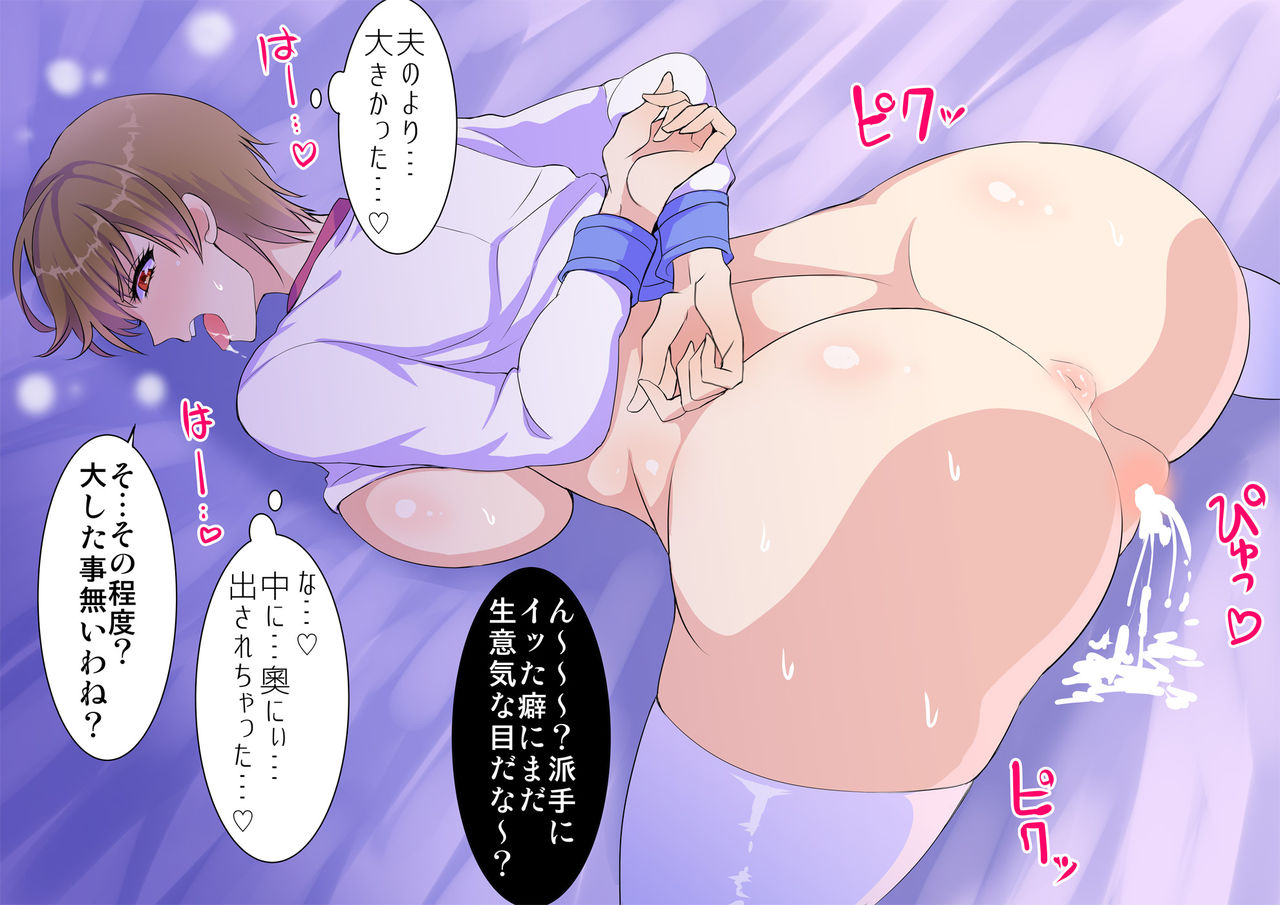 夫のより…
大きかった…♡
はー…♡
ピクッ
ん～～～？派手に
イッた癖にまだ
生意気な目だな～？
な…♡
中に…奥にぃ…
出されちゃった…♡
はー…♡
そ…その程度？
大した事無いわね？
ぴゅっ♡
ピクッ